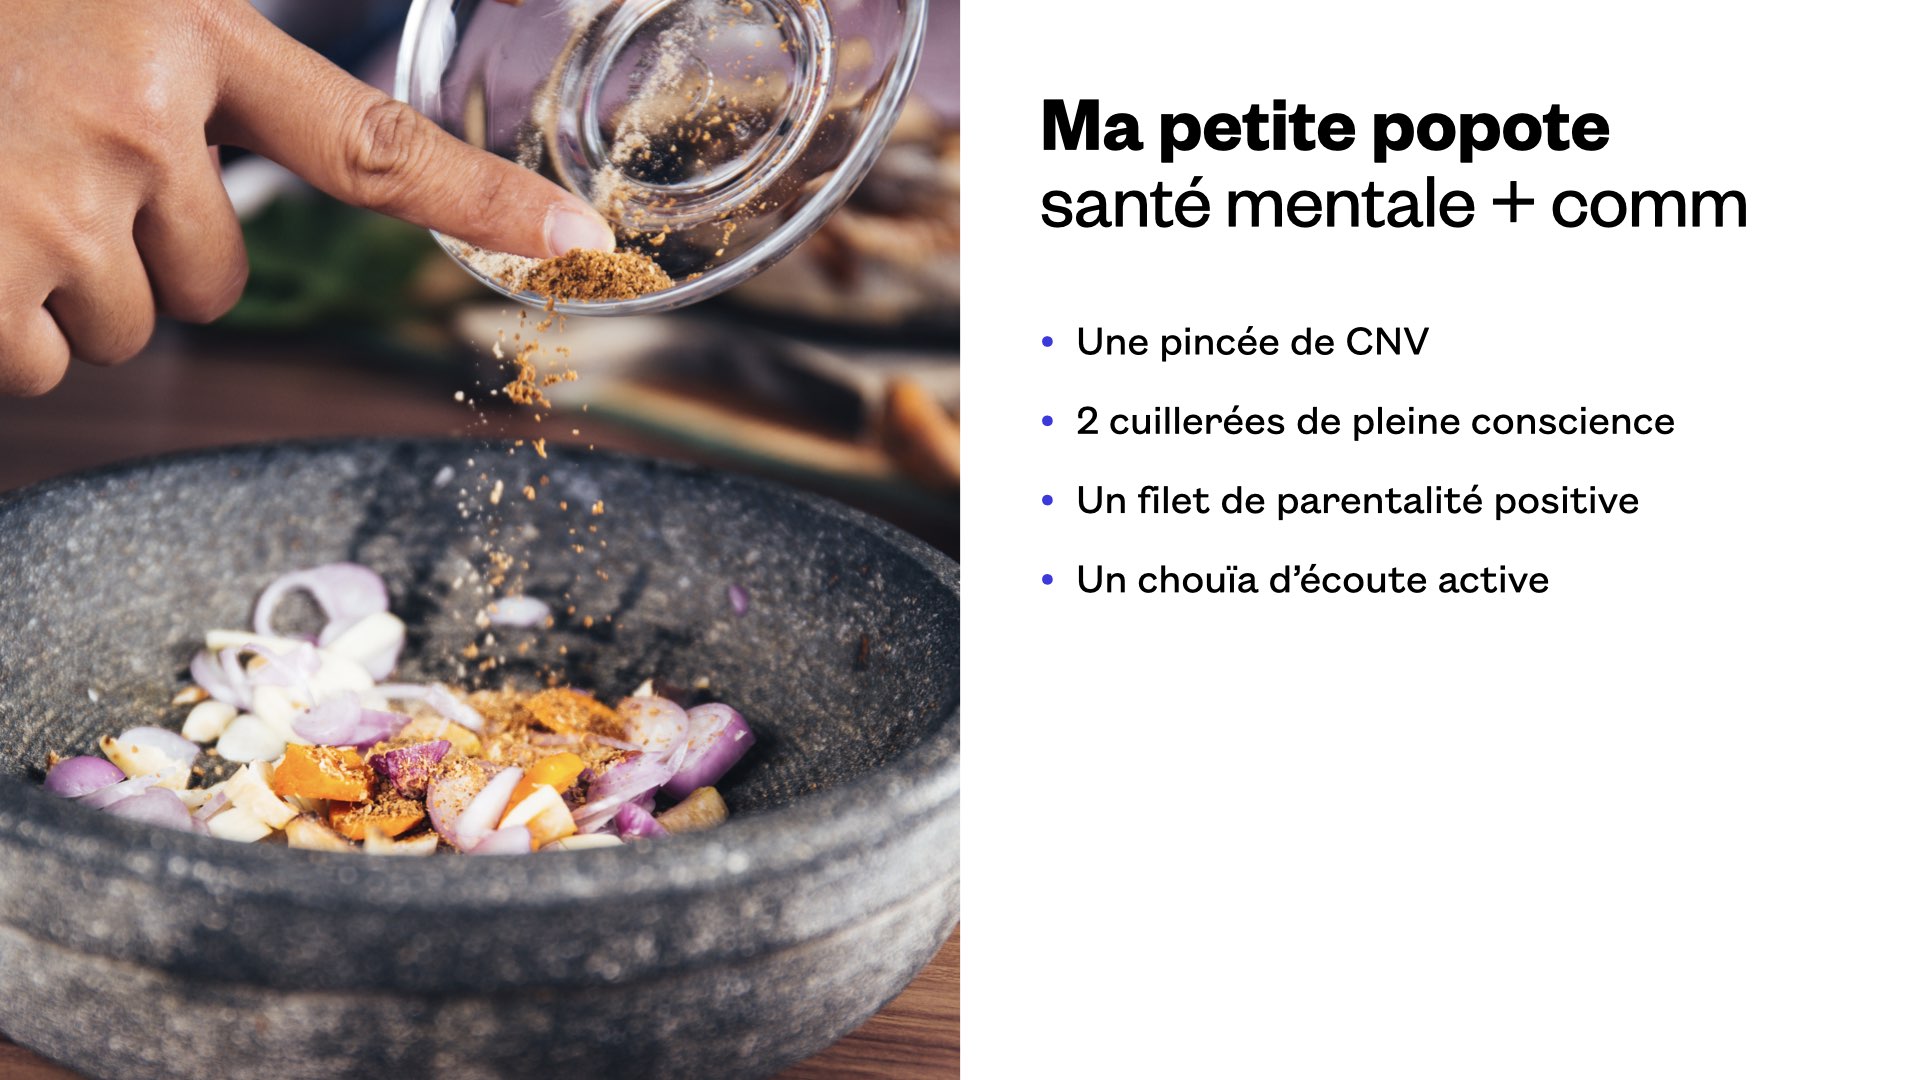 Ma petite popote
santé mentale + comm
• Une pincée de CNV
• 2 cuillerées de pleine conscience
• Un filet de parentalité positive
• Un chouïa d’écoute active